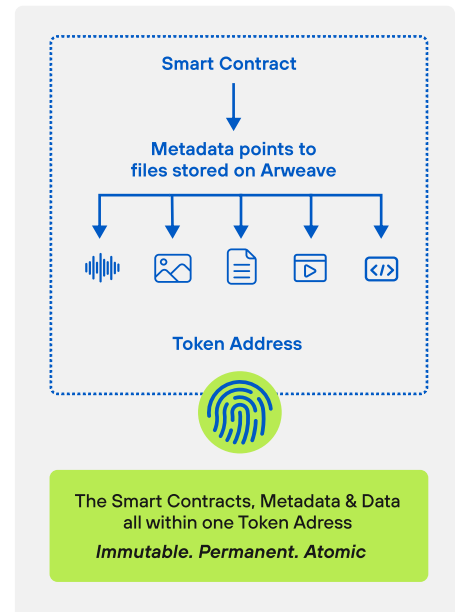 Smart Contract
Metadata points to
files stored on Arweave
</>
Token Address
The Smart Contracts, Metadata & Data
all within one Token Adress
Immutable. Permanent. Atomic